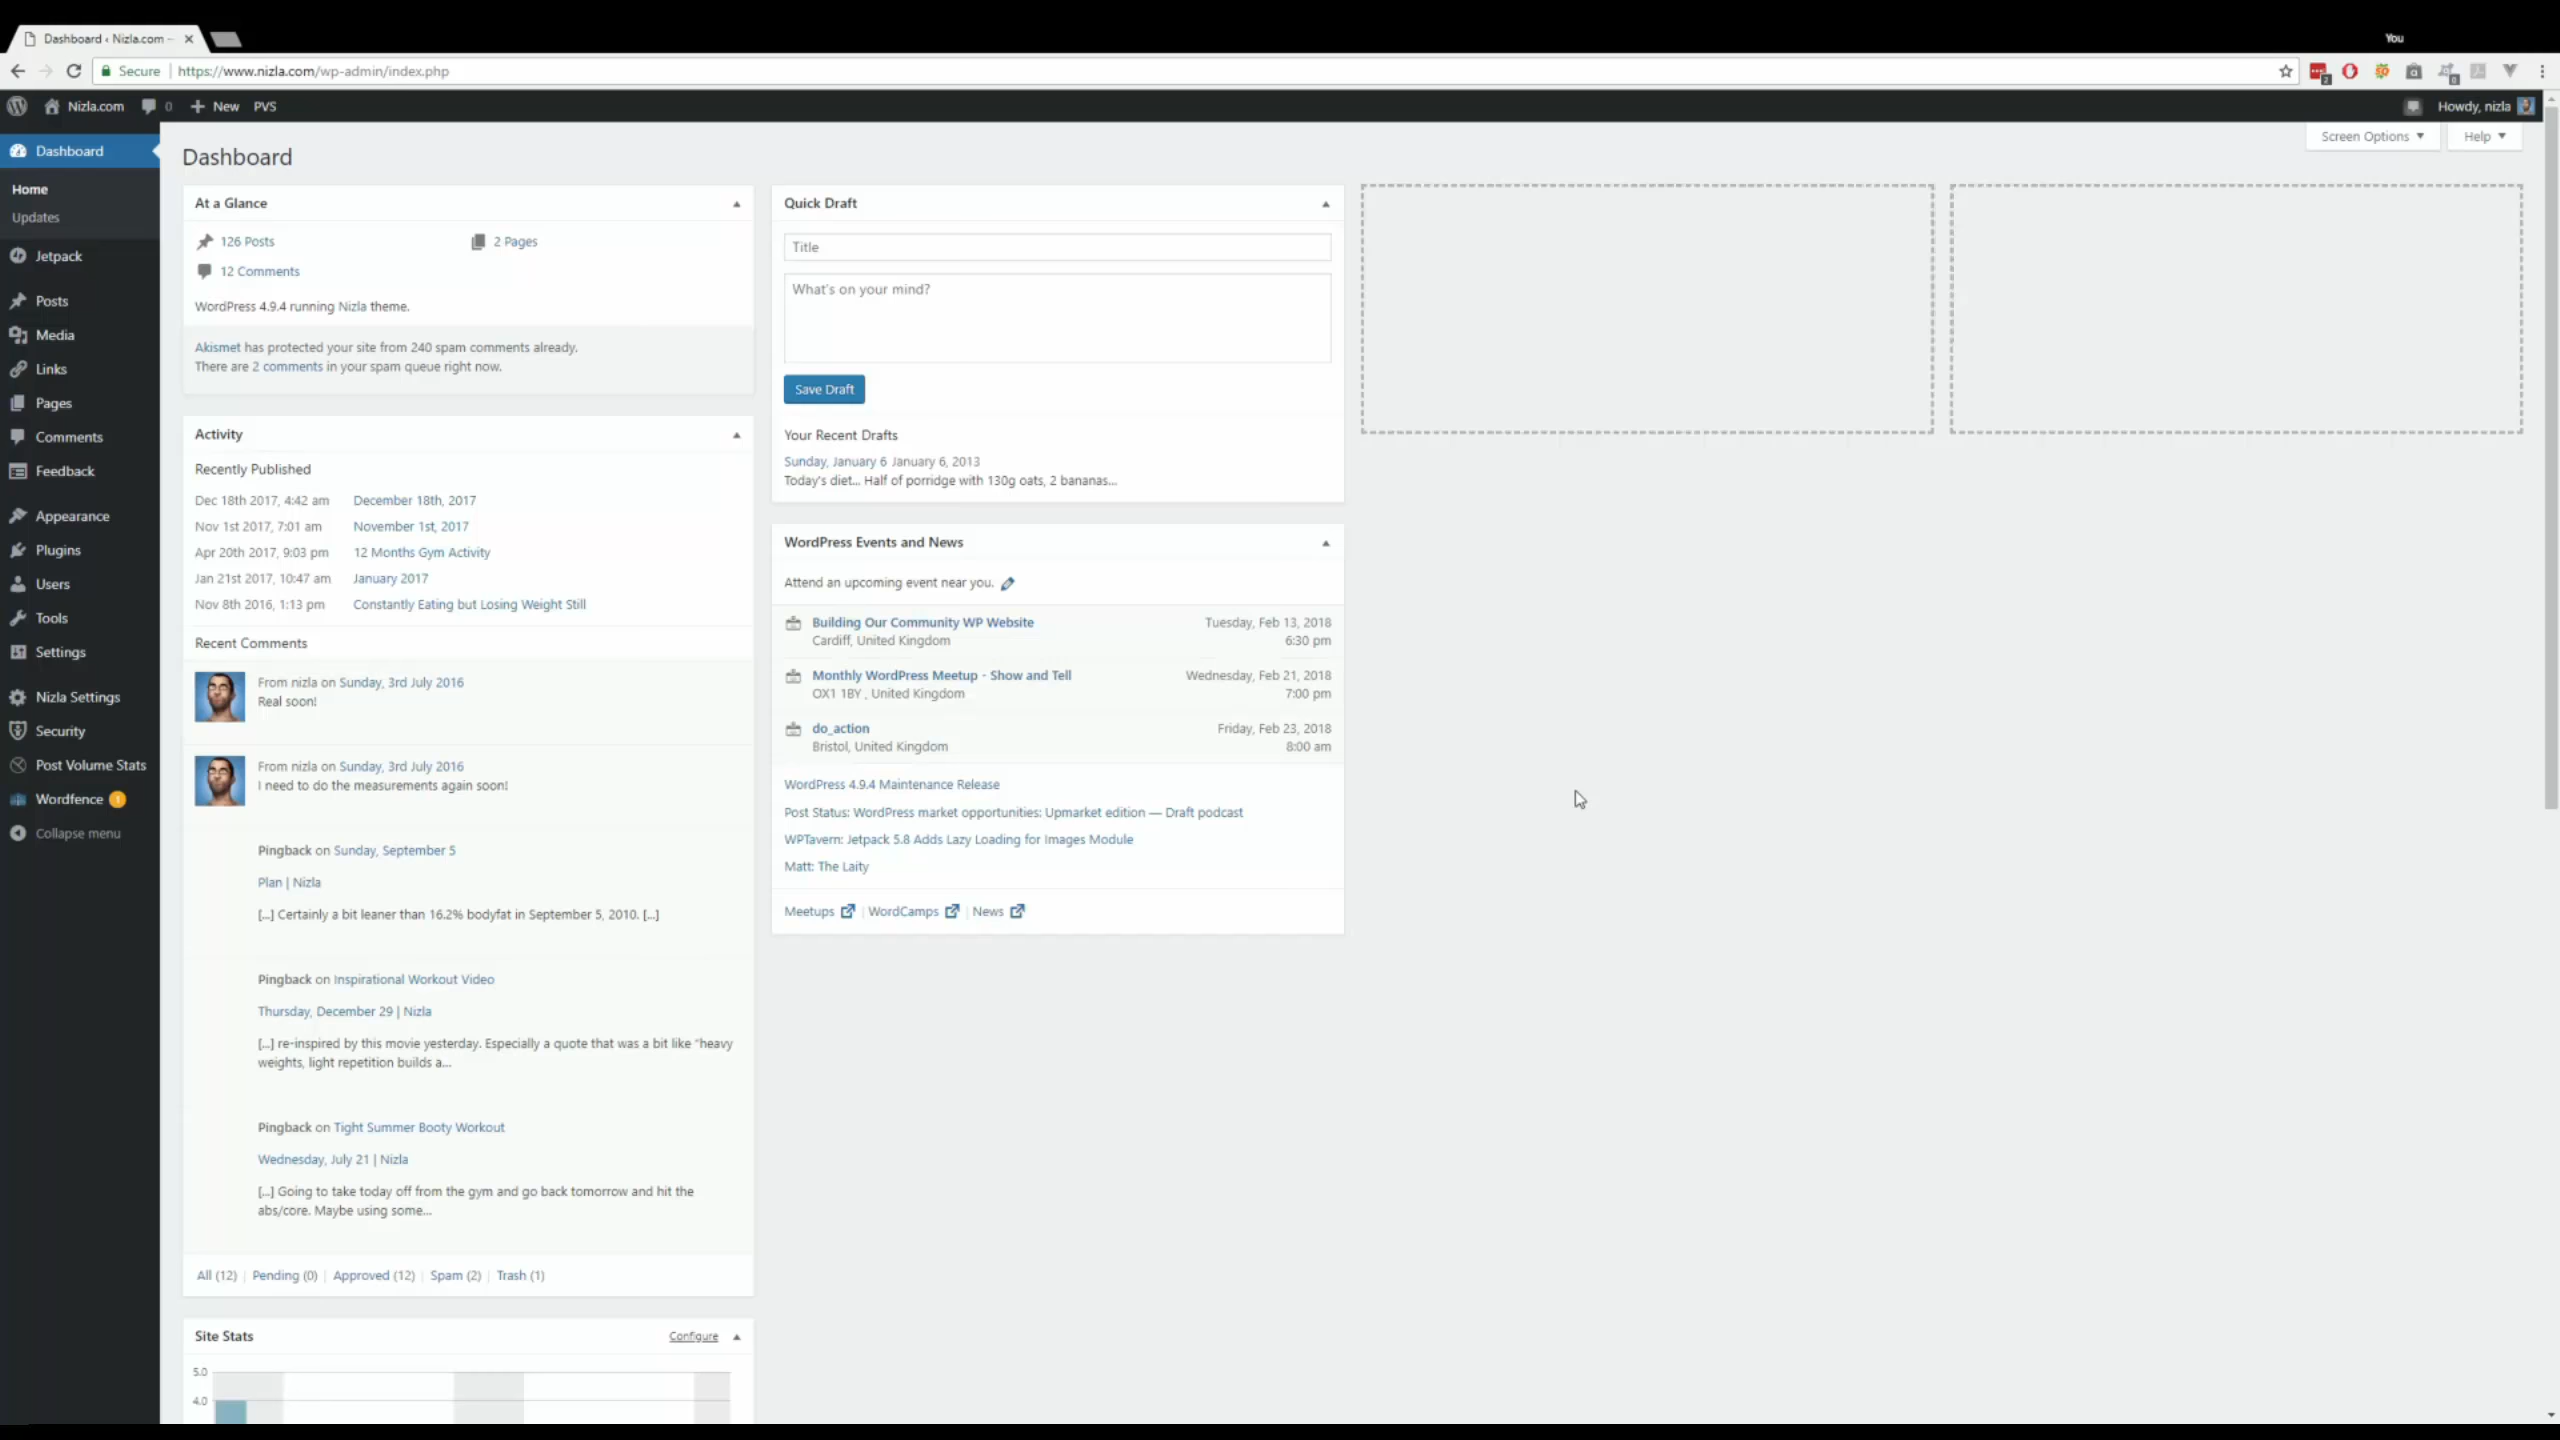 Dashboard ‹ Nizla.com –
You
Secure https://www.nizla.com/wp-admin/index.php
Nizla.com 0 New PVS
Howdy, nizla
Screen Options
Help
Dashboard
Home
Updates
Jetpack
Posts
Media
Links
Pages
Comments
Feedback
Appearance
Plugins
Users
Tools
Settings
Nizla Settings
Security
Post Volume Stats
Wordfence 1
Collapse menu
Dashboard
At a Glance
126 Posts
2 Pages
12 Comments
WordPress 4.9.4 running Nizla theme.
Akismet has protected your site from 240 spam comments already.
There are 2 comments in your spam queue right now.
Activity
Recently Published
Dec 18th 2017, 4:42 am December 18th, 2017
Nov 1st 2017, 7:01 am November 1st, 2017
Apr 20th 2017, 9:03 pm 12 Months Gym Activity
Jan 21st 2017, 10:47 am January 2017
Nov 8th 2016, 1:13 pm Constantly Eating but Losing Weight Still
Recent Comments
From nizla on Sunday, 3rd July 2016
Real soon!
From nizla on Sunday, 3rd July 2016
I need to do the measurements again soon!
Pingback on Sunday, September 5
Plan | Nizla
[...] Certainly a bit leaner than 16.2% bodyfat in September 5, 2010. [...]
Pingback on Inspirational Workout Video
Thursday, December 29 | Nizla
[...] re-inspired by this movie yesterday. Especially a quote that was a bit like “heavy
weights, light repetition builds a...
Pingback on Tight Summer Booty Workout
Wednesday, July 21 | Nizla
[...] Going to take today off from the gym and go back tomorrow and hit the
abs/core. Maybe using some...
All (12) | Pending (0) | Approved (12) | Spam (2) | Trash (1)
Site Stats
Configure
5.0
4.0
Quick Draft
Title
What's on your mind?
Save Draft
Your Recent Drafts
Sunday, January 6 January 6, 2013
Today's diet... Half of porridge with 130g oats, 2 bananas...
WordPress Events and News
Attend an upcoming event near you.
Building Our Community WP Website Tuesday, Feb 13, 2018
Cardiff, United Kingdom 6:30 pm
Monthly WordPress Meetup - Show and Tell Wednesday, Feb 21, 2018
OX1 1BY , United Kingdom 7:00 pm
do_action Friday, Feb 23, 2018
Bristol, United Kingdom 8:00 am
WordPress 4.9.4 Maintenance Release
Post Status: WordPress market opportunities: Upmarket edition — Draft podcast
WPTavern: Jetpack 5.8 Adds Lazy Loading for Images Module
Matt: The Laity
Meetups | WordCamps | News